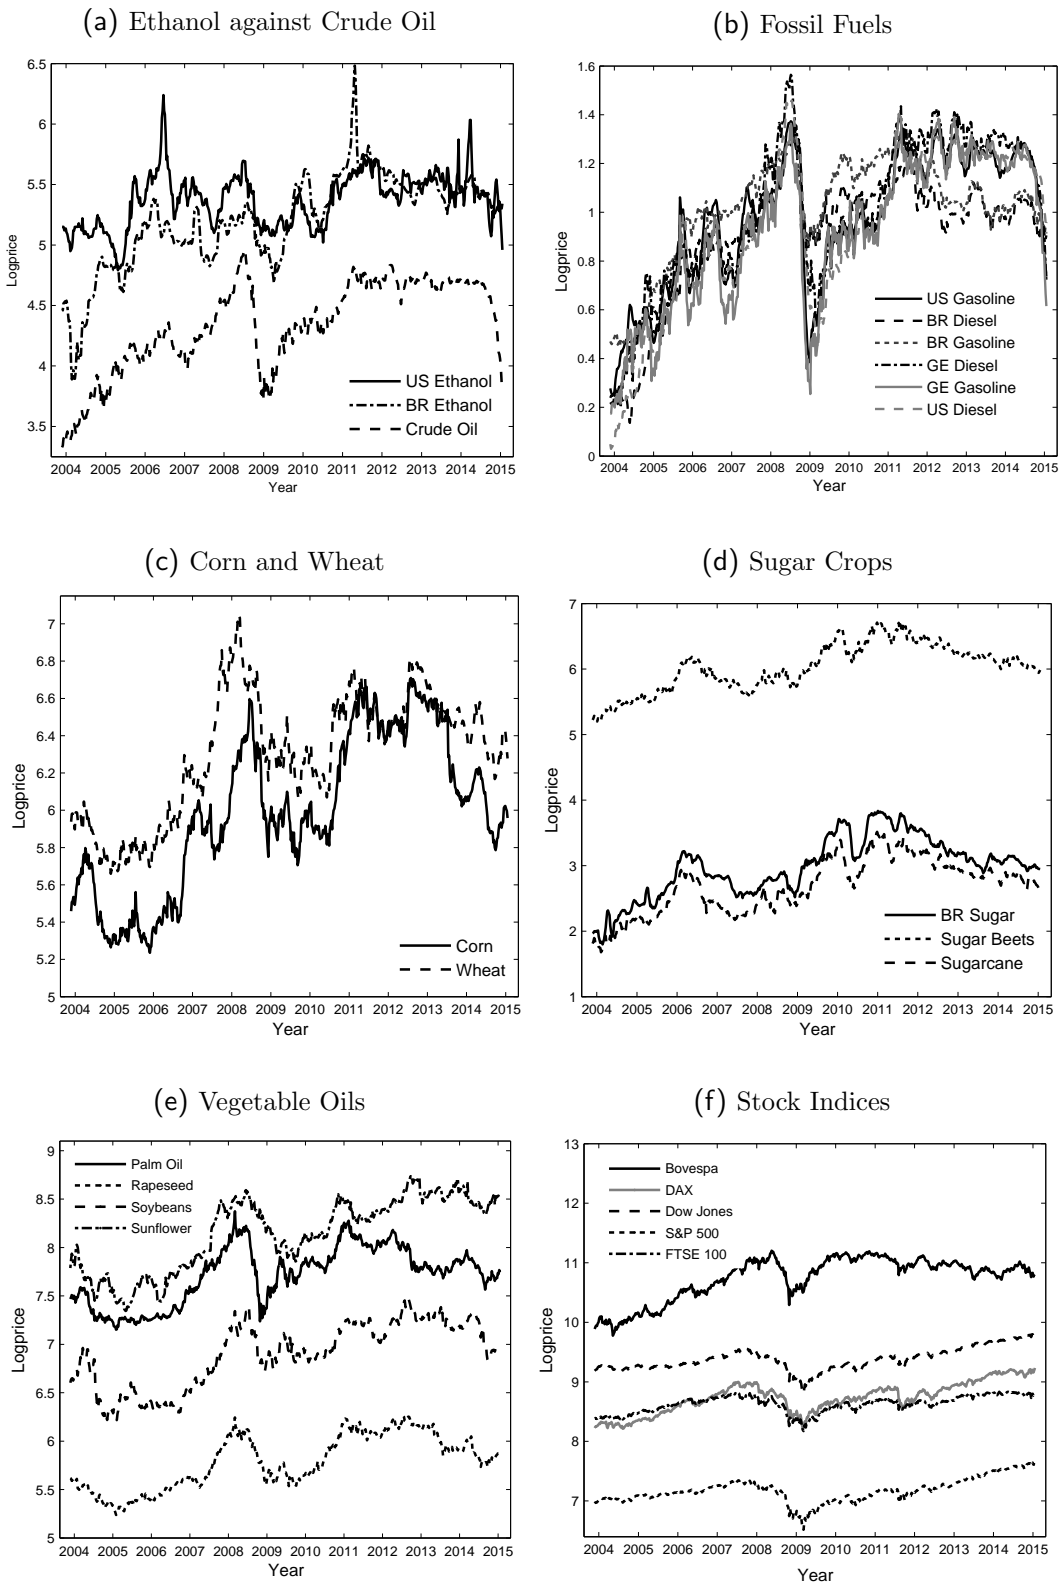 (a) Ethanol against Crude Oil
6.5
6
5.5
5
4.5
4
3.5
Logprice
2004 2005 2006 2007 2008 2009 2010 2011 2012 2013 2014 2015
Year
US Ethanol
BR Ethanol
Crude Oil
(b) Fossil Fuels
1.6
1.4
1.2
1
0.8
0.6
0.4
0.2
0
Logprice
2004 2005 2006 2007 2008 2009 2010 2011 2012 2013 2014 2015
Year
US Gasoline
BR Diesel
BR Gasoline
GE Diesel
GE Gasoline
US Diesel
(c) Corn and Wheat
7
6.8
6.6
6.4
6.2
6
5.8
5.6
5.4
5.2
5
Logprice
2004 2005 2006 2007 2008 2009 2010 2011 2012 2013 2014 2015
Year
Corn
Wheat
(d) Sugar Crops
7
6
5
4
3
2
1
Logprice
2004 2005 2006 2007 2008 2009 2010 2011 2012 2013 2014 2015
Year
BR Sugar
Sugar Beets
Sugarcane
(e) Vegetable Oils
9
8.5
8
7.5
7
6.5
6
5.5
5
Logprice
2004 2005 2006 2007 2008 2009 2010 2011 2012 2013 2014 2015
Year
Palm Oil
Rapeseed
Soybeans
Sunflower
(f) Stock Indices
13
12
11
10
9
8
7
Logprice
2004 2005 2006 2007 2008 2009 2010 2011 2012 2013 2014 2015
Year
Bovespa
DAX
Dow Jones
S&P 500
FTSE 100